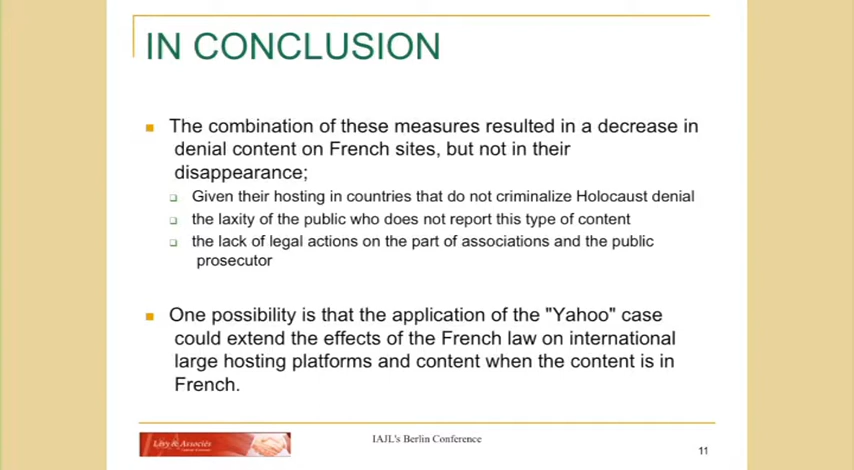 IN CONCLUSION
The combination of these measures resulted in a decrease in
denial content on French sites, but not in their
disappearance;
Given their hosting in countries that do not criminalize Holocaust denial
the laxity of the public who does not report this type of content
the lack of legal actions on the part of associations and the public
prosecutor
One possibility is that the application of the "Yahoo" case
could extend the effects of the French law on international
large hosting platforms and content when the content is in
French.
Lévy & Associés
IAJL's Berlin Conference
11